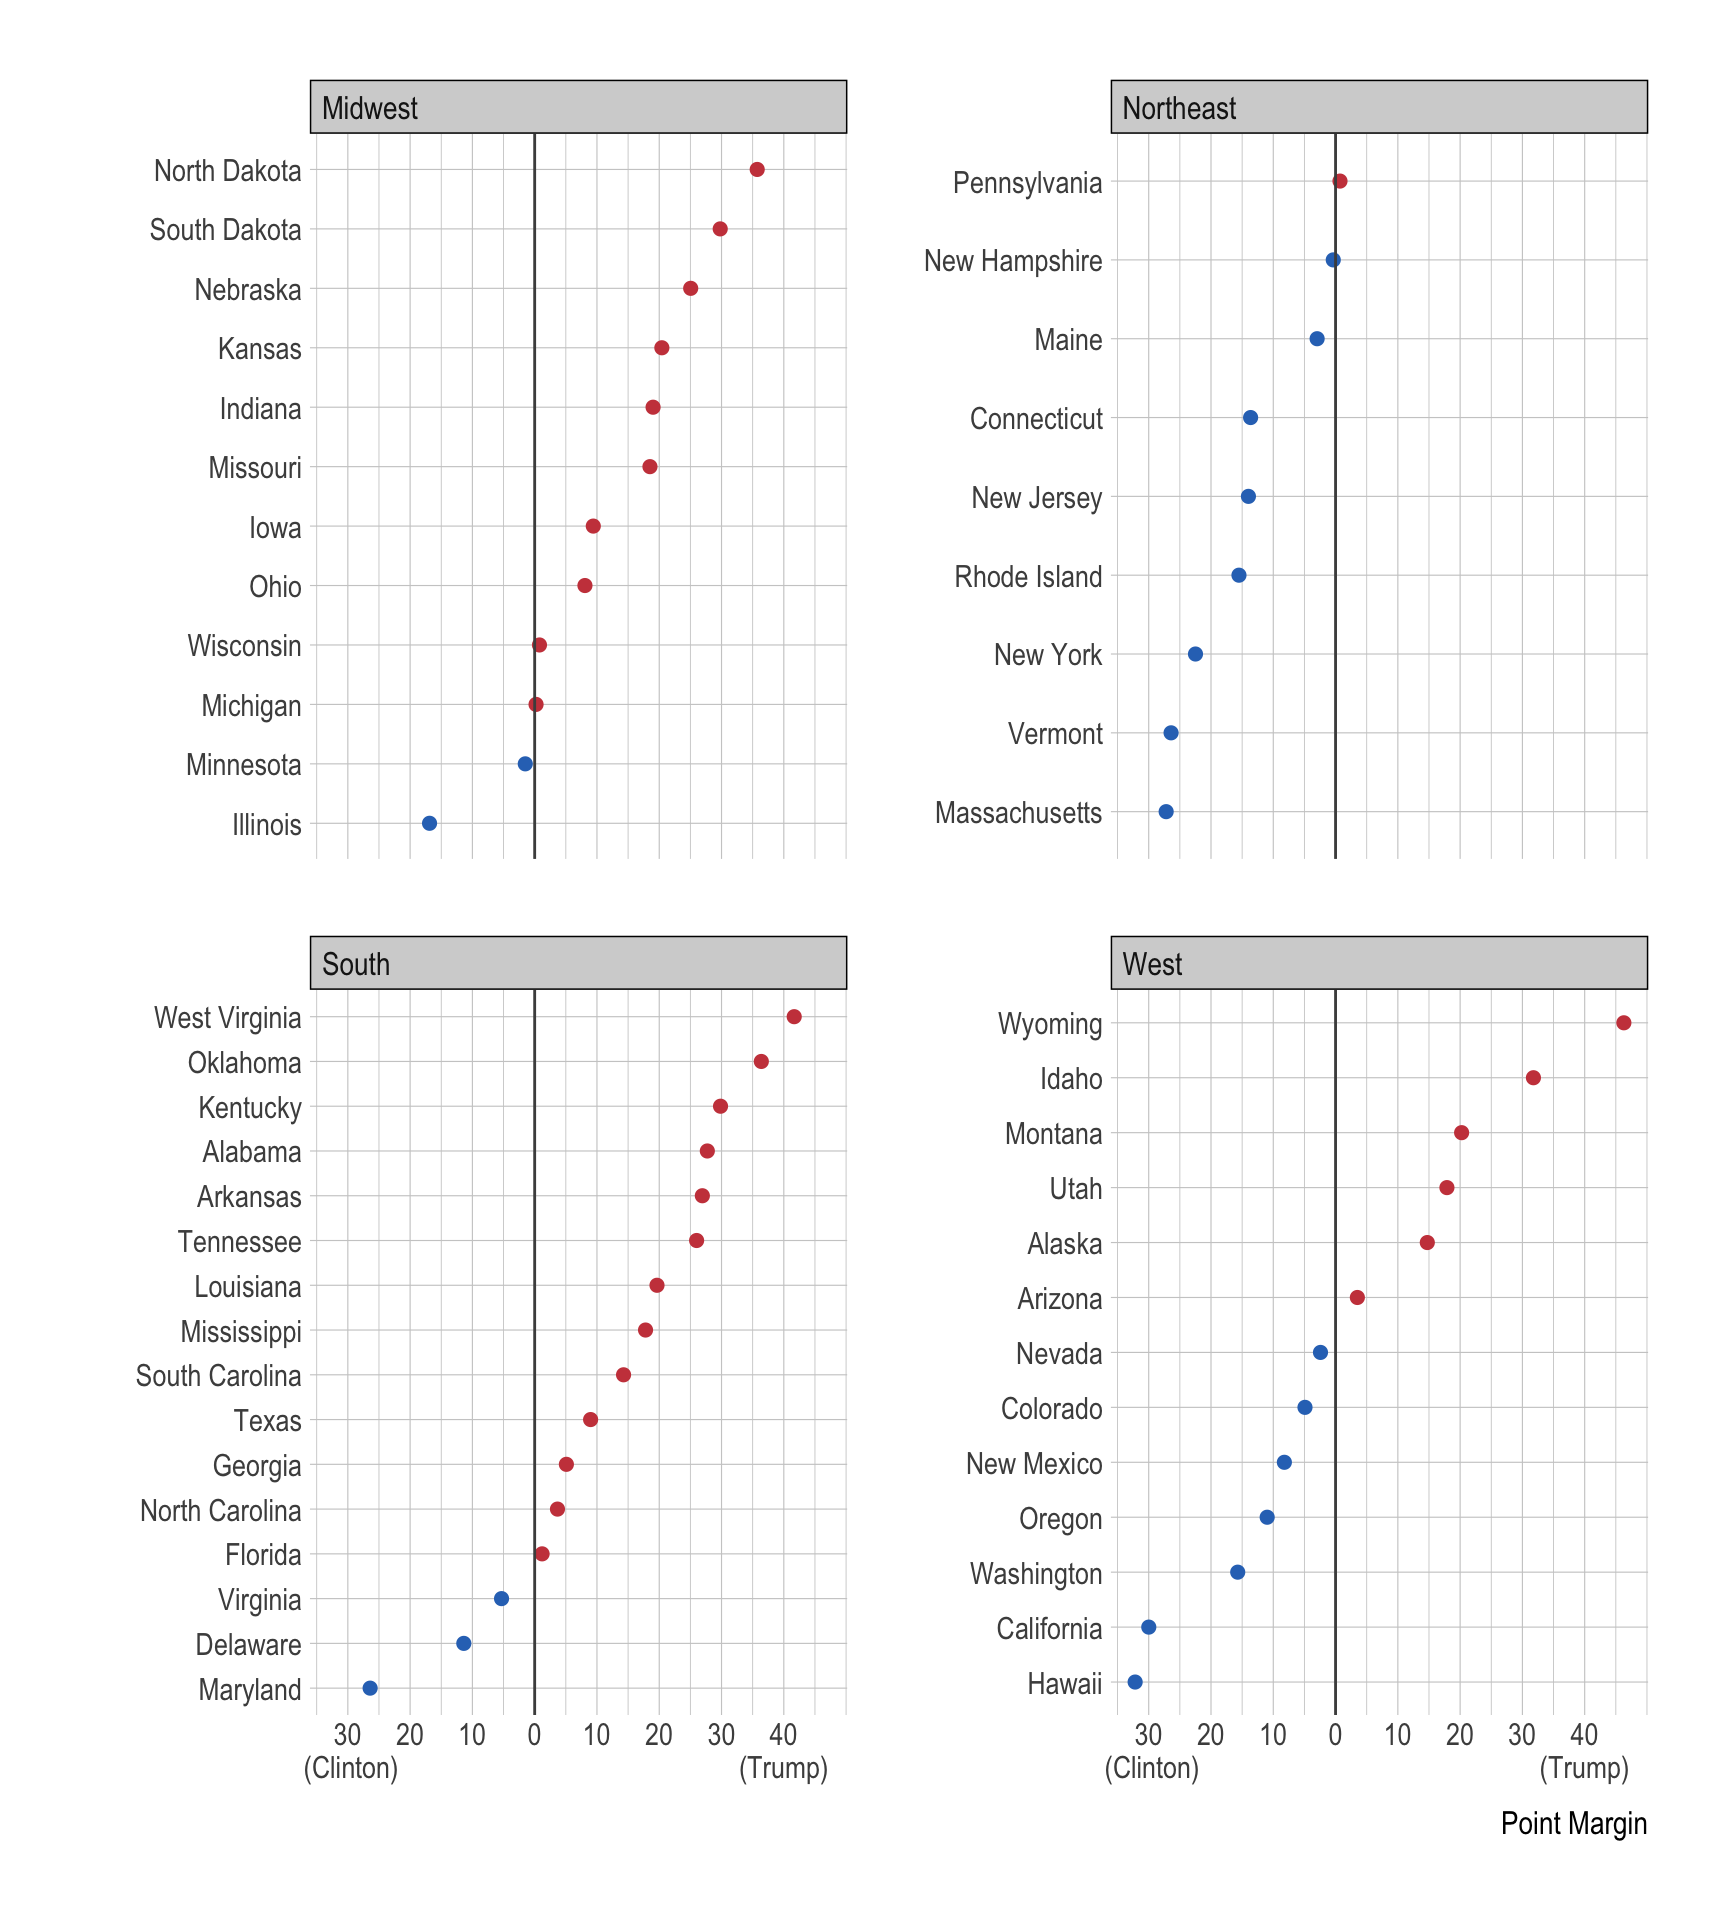 Midwest
North Dakota
South Dakota
Nebraska
Kansas
Indiana
Missouri
Iowa
Ohio
Wisconsin
Michigan
Minnesota
Illinois
Northeast
Pennsylvania
New Hampshire
Maine
Connecticut
New Jersey
Rhode Island
New York
Vermont
Massachusetts
South
West Virginia
Oklahoma
Kentucky
Alabama
Arkansas
Tennessee
Louisiana
Mississippi
South Carolina
Texas
Georgia
North Carolina
Florida
Virginia
Delaware
Maryland
30 20 10 0 10 20 30 40
(Clinton) (Trump)
West
Wyoming
Idaho
Montana
Utah
Alaska
Arizona
Nevada
Colorado
New Mexico
Oregon
Washington
California
Hawaii
30 20 10 0 10 20 30 40
(Clinton) (Trump)
Point Margin